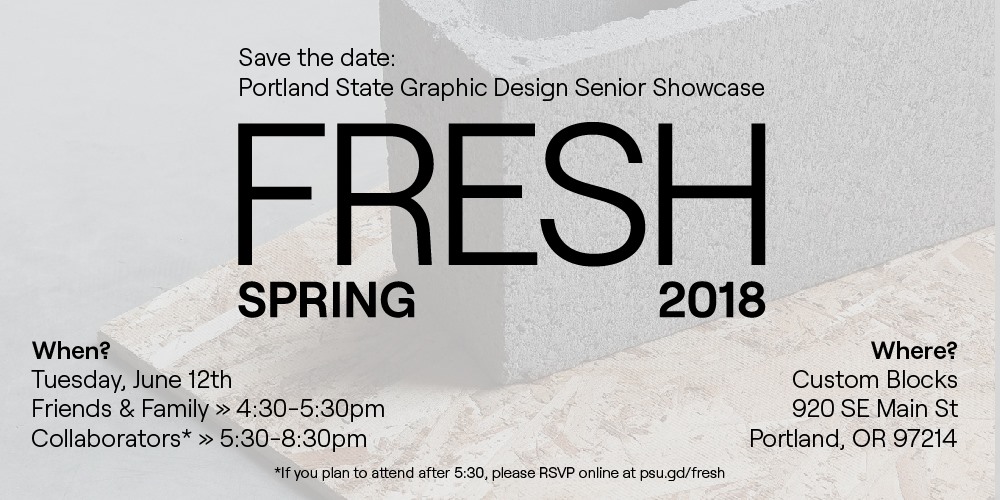 Save the date:
Portland State Graphic Design Senior Showcase
FRESH
SPRING 2018
When?
Tuesday, June 12th
Friends & Family » 4:30-5:30pm
Collaborators* » 5:30-8:30pm
Where?
Custom Blocks
920 SE Main St
Portland, OR 97214
*If you plan to attend after 5:30, please RSVP online at psu.gd/fresh